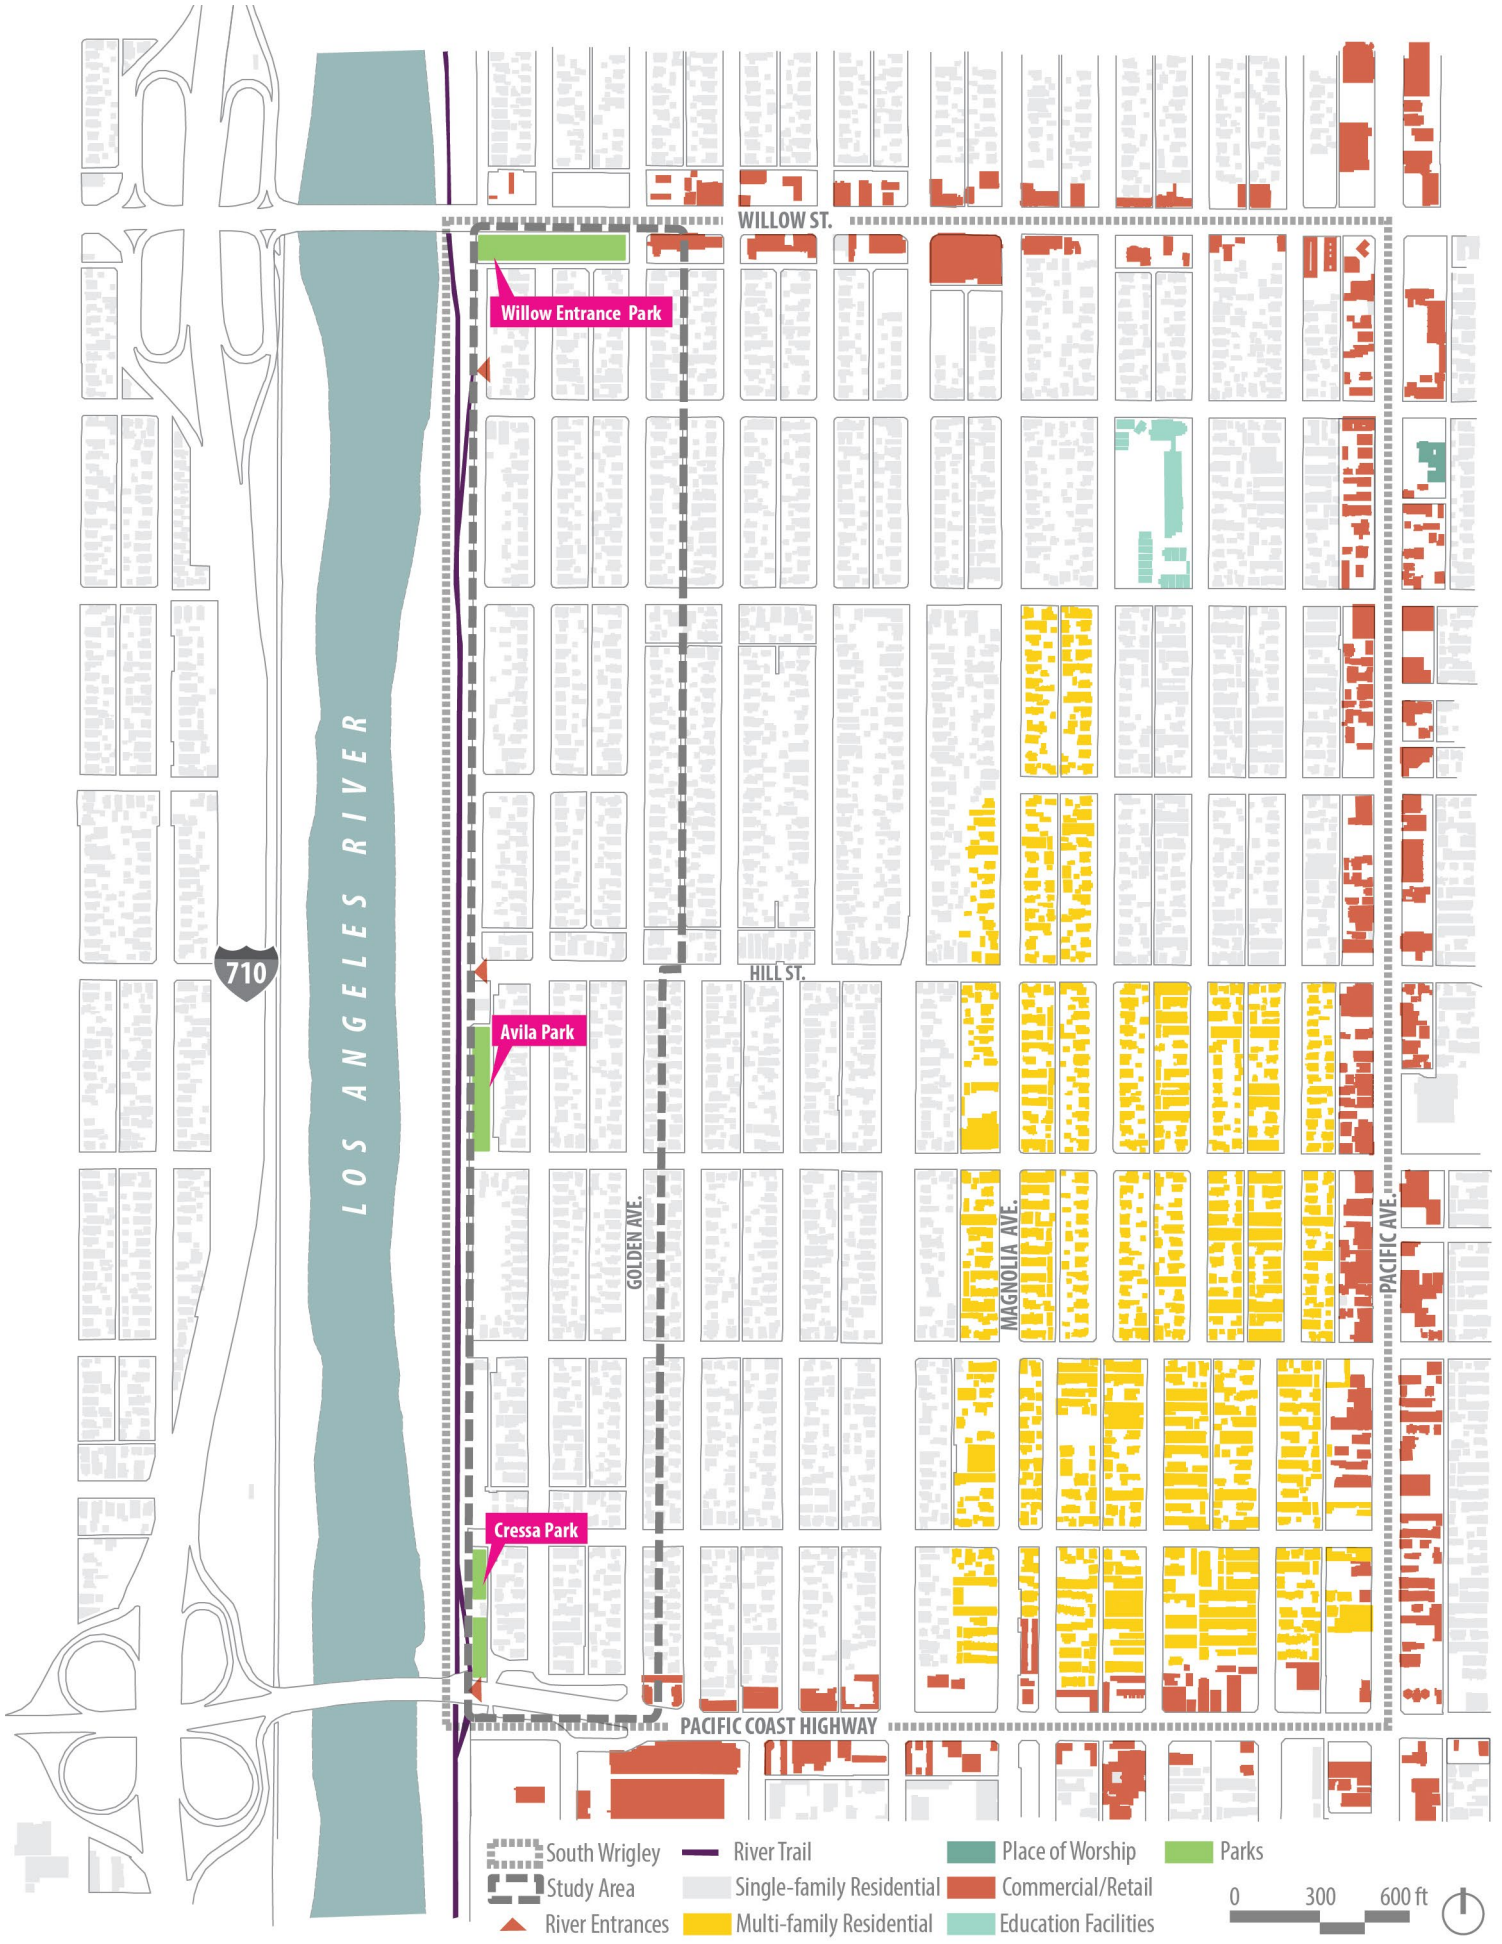 WILLOW ST.
Willow Entrance Park
LOS ANGELES RIVER
710
HILL ST.
Avila Park
GOLDEN AVE.
MAGNOLIA AVE.
PACIFIC AVE.
Cressa Park
PACIFIC COAST HIGHWAY
South Wrigley
River Trail
Place of Worship
Parks
Study Area
Single-family Residential
Commercial/Retail
River Entrances
Multi-family Residential
Education Facilities
0 300 600 ft